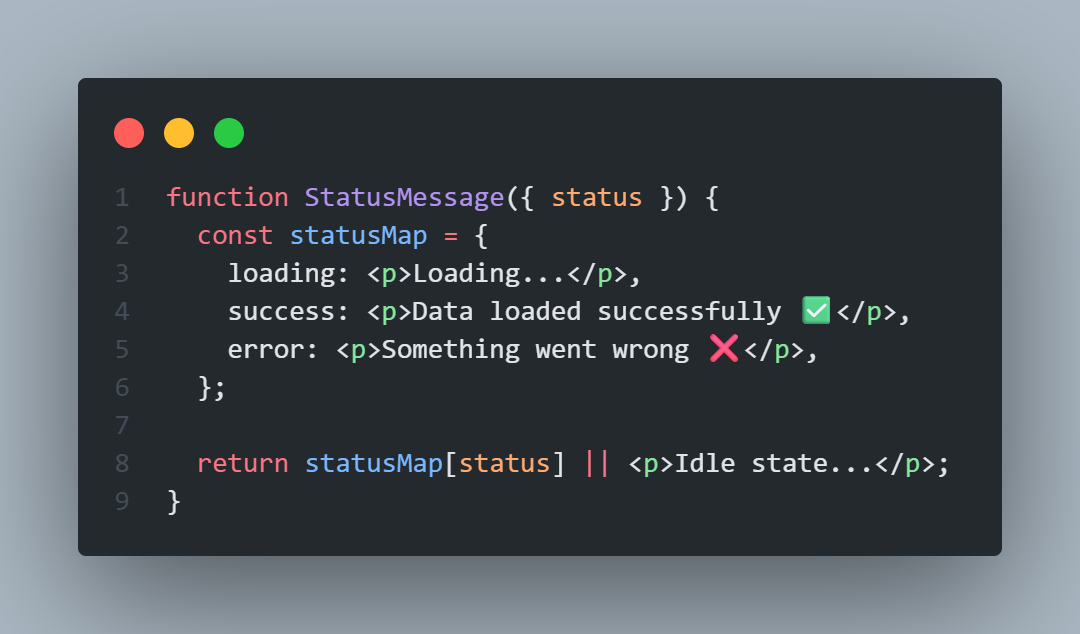 1 function StatusMessage({ status }) {
2   const statusMap = {
3     loading: <p>Loading...</p>,
4     success: <p>Data loaded successfully ✅</p>,
5     error: <p>Something went wrong ❌</p>,
6   };
7
8   return statusMap[status] || <p>Idle state...</p>;
9 }